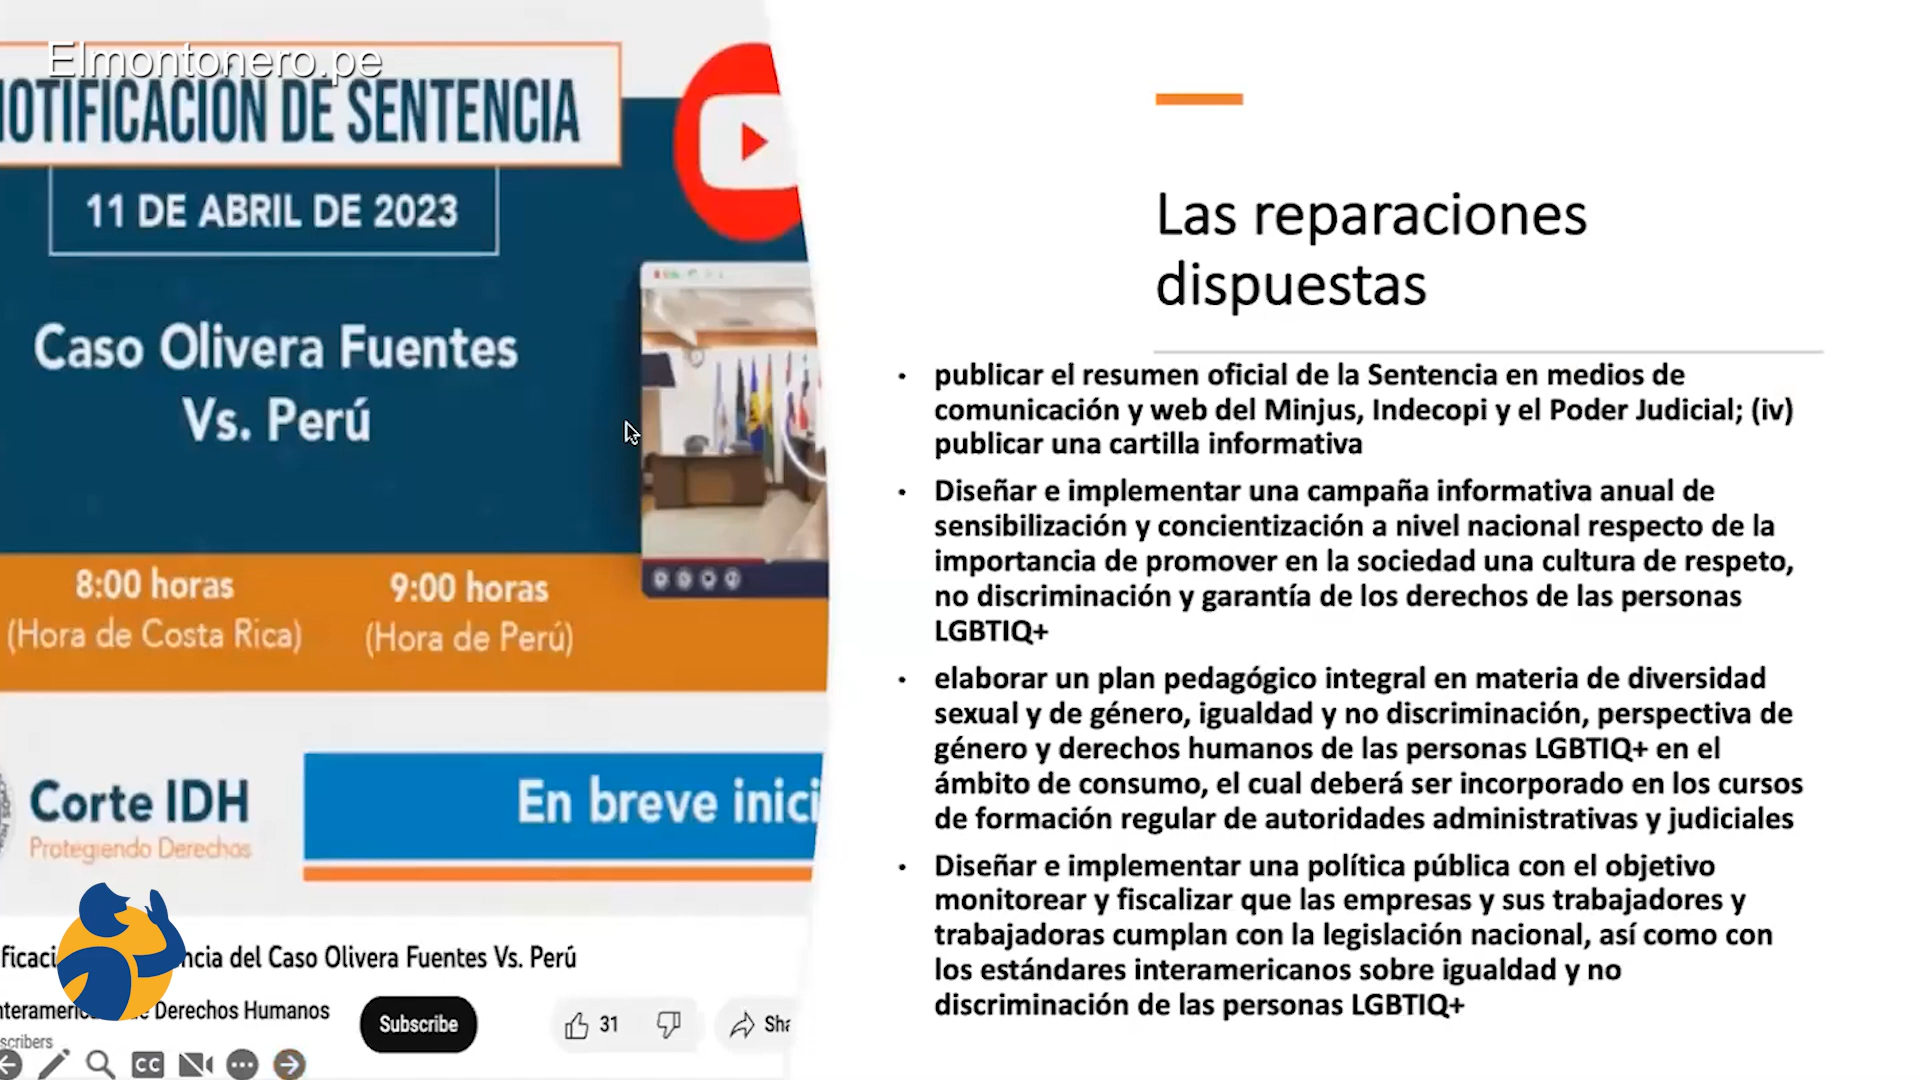 Elmontonero.pe
NOTIFICACIÓN DE SENTENCIA
11 DE ABRIL DE 2023
Caso Olivera Fuentes
Vs. Perú
8:00 horas
(Hora de Costa Rica)
9:00 horas
(Hora de Perú)
Corte IDH
Protegiendo Derechos
En breve inici
ncia del Caso Olivera Fuentes Vs. Perú
Derechos Humanos
scribers
Subscribe
31
Sha
CC
Las reparaciones
dispuestas
• publicar el resumen oficial de la Sentencia en medios de
comunicación y web del Minjus, Indecopi y el Poder Judicial; (iv)
publicar una cartilla informativa
• Diseñar e implementar una campaña informativa anual de
sensibilización y concientización a nivel nacional respecto de la
importancia de promover en la sociedad una cultura de respeto,
no discriminación y garantía de los derechos de las personas
LGBTIQ+
• elaborar un plan pedagógico integral en materia de diversidad
sexual y de género, igualdad y no discriminación, perspectiva de
género y derechos humanos de las personas LGBTIQ+ en el
ámbito de consumo, el cual deberá ser incorporado en los cursos
de formación regular de autoridades administrativas y judiciales
• Diseñar e implementar una política pública con el objetivo
monitorear y fiscalizar que las empresas y sus trabajadores y
trabajadoras cumplan con la legislación nacional, así como con
los estándares interamericanos sobre igualdad y no
discriminación de las personas LGBTIQ+